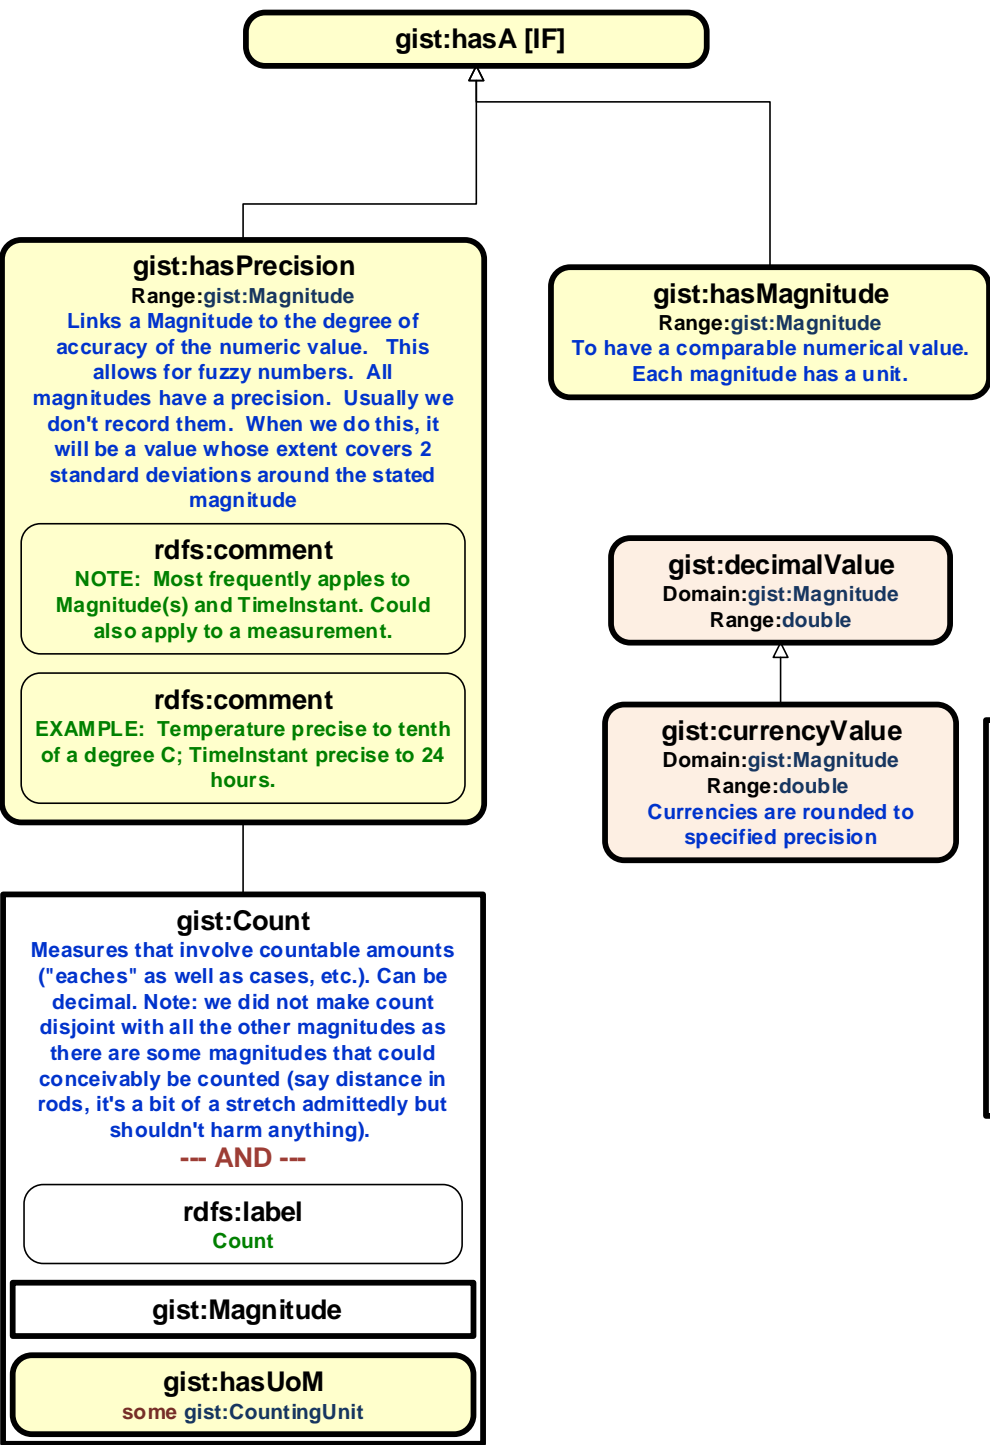 gist:hasA [IF]
gist:hasPrecision
Range:gist:Magnitude
Links a Magnitude to the degree of
accuracy of the numeric value.   This
allows for fuzzy numbers.  All
magnitudes have a precision.  Usually we
don't record them.  When we do this, it
will be a value whose extent covers 2
standard deviations around the stated
magnitude
rdfs:comment
NOTE:  Most frequently apples to
Magnitude(s) and TimeInstant. Could
also apply to a measurement.
rdfs:comment
EXAMPLE:  Temperature precise to tenth
of a degree C; TimeInstant precise to 24
hours.
gist:hasMagnitude
Range:gist:Magnitude
To have a comparable numerical value.
Each magnitude has a unit.
gist:decimalValue
Domain:gist:Magnitude
Range:double
gist:currencyValue
Domain:gist:Magnitude
Range:double
Currencies are rounded to
specified precision
gist:Count
Measures that involve countable amounts
("eaches" as well as cases, etc.). Can be
decimal. Note: we did not make count
disjoint with all the other magnitudes as
there are some magnitudes that could
conceivably be counted (say distance in
rods, it's a bit of a stretch admittedly but
shouldn't harm anything).
--- AND ---
rdfs:label
Count
gist:Magnitude
gist:hasUoM
some gist:CountingUnit